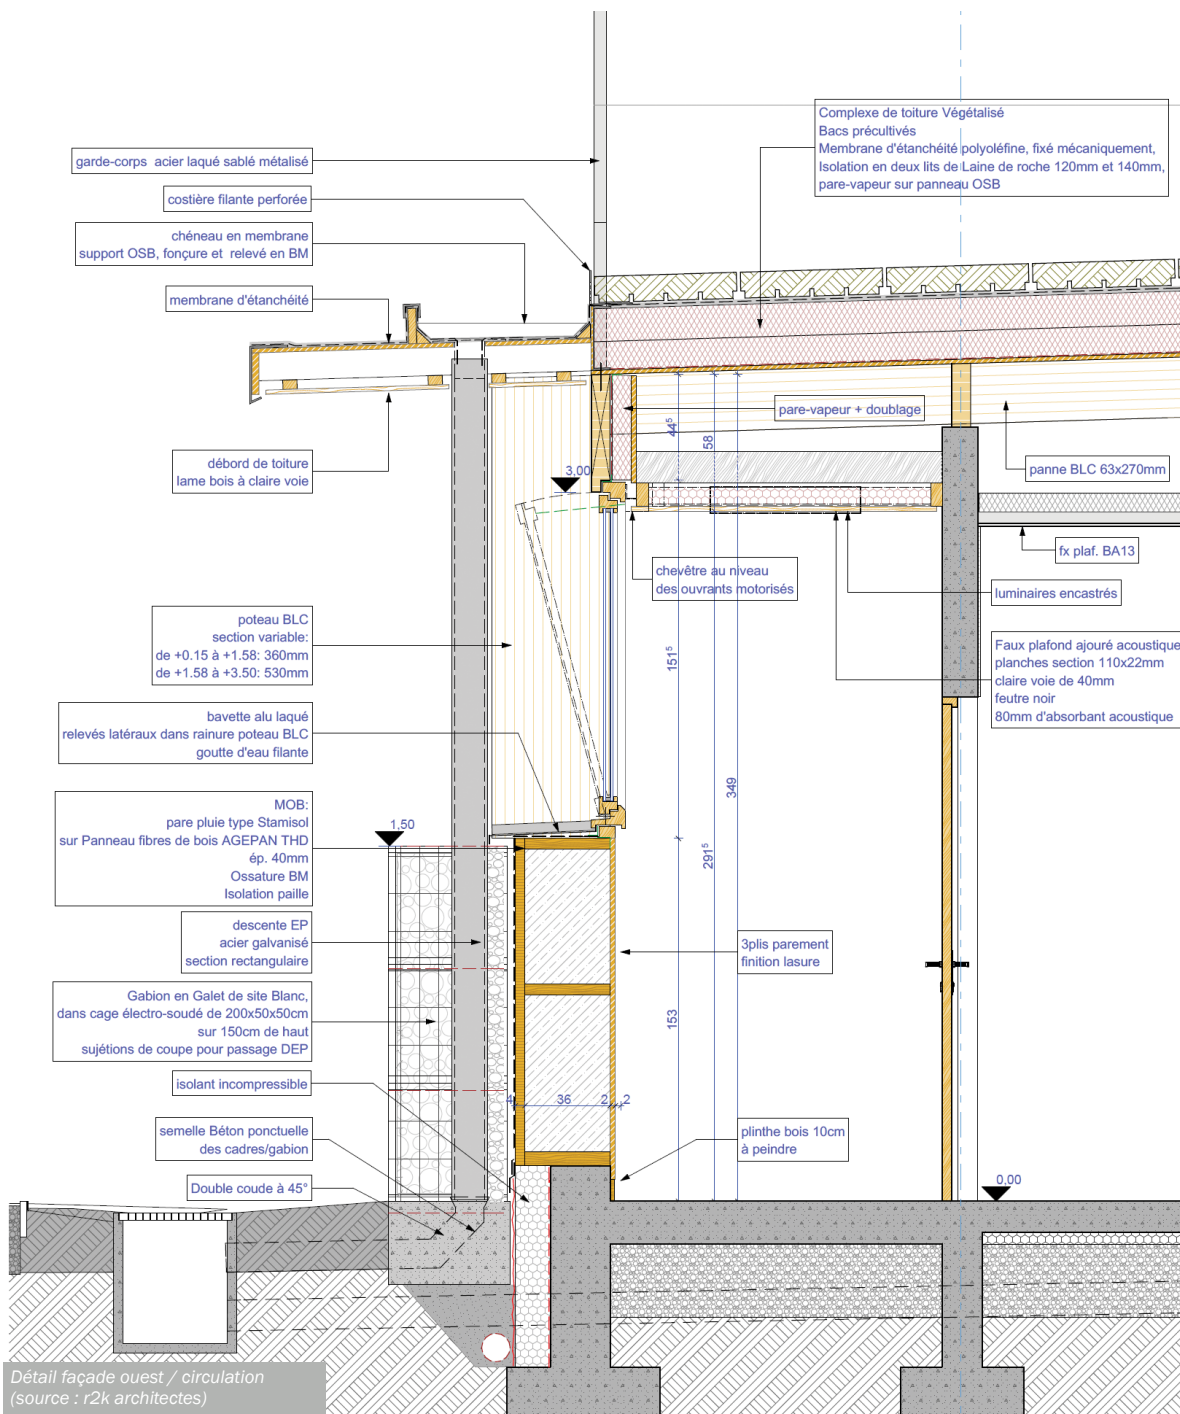 Complexe de toiture Végétalisé
Bacs précultivés
Membrane d'étanchéité polyoléfine, fixé mécaniquement,
Isolation en deux lits de Laine de roche 120mm et 140mm,
pare-vapeur sur panneau OSB
garde-corps acier laqué sablé métalisé
costière filante perforée
chéneau en membrane
support OSB, fonçure et relevé en BM
membrane d'étanchéité
pare-vapeur + doublage
44⁵
58
débord de toiture
lame bois à claire voie
3,00
panne BLC 63x270mm
fx plaf. BA13
chevêtre au niveau
des ouvrants motorisés
luminaires encastrés
poteau BLC
section variable:
de +0.15 à +1.58: 360mm
de +1.58 à +3.50: 530mm
Faux plafond ajouré acoustique
planches section 110x22mm
claire voie de 40mm
feutre noir
80mm d'absorbant acoustique
151⁵
bavette alu laqué
relevés latéraux dans rainure poteau BLC
goutte d'eau filante
349
MOB:
pare pluie type Stamisol
sur Panneau fibres de bois AGEPAN THD
ép. 40mm
Ossature BM
Isolation paille
1,50
291⁵
descente EP
acier galvanisé
section rectangulaire
3plis parement
finition lasure
Gabion en Galet de site Blanc,
dans cage électro-soudé de 200x50x50cm
sur 150cm de haut
sujétions de coupe pour passage DEP
153
isolant incompressible
4 36 2 2
semelle Béton ponctuelle
des cadres/gabion
plinthe bois 10cm
à peindre
Double coude à 45°
0,00
Détail façade ouest / circulation
(source : r2k architectes)